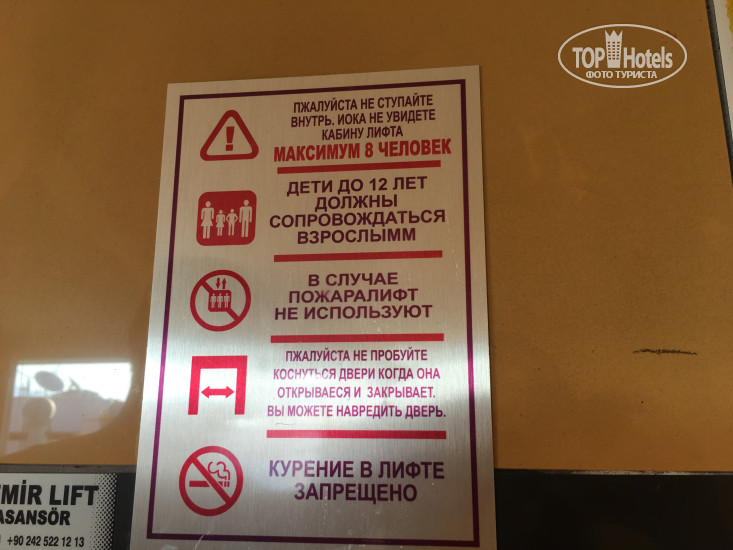 TOP Hotels
ФОТО ТУРИСТА
ПЖАЛУЙСТА НЕ СТУПАЙТЕ
ВНУТРЬ. ИОКА НЕ УВИДЕТЕ
КАБИНУ ЛИФТА
МАКСИМУМ 8 ЧЕЛОВЕК
ДЕТИ ДО 12 ЛЕТ
ДОЛЖНЫ
СОПРОВОЖДАТЬСЯ
ВЗРОСЛЫММ
В СЛУЧАЕ
ПОЖАРАЛИФТ
НЕ ИСПОЛЬЗУЮТ
ПЖАЛУЙСТА НЕ ПРОБУЙТЕ
КОСНУТЬСЯ ДВЕРИ КОГДА ОНА
ОТКРЫВАЕСЯ И ЗАКРЫВАЕТ.
ВЫ МОЖЕТЕ НАВРЕДИТЬ ДВЕРЬ.
КУРЕНИЕ В ЛИФТЕ
ЗАПРЕЩЕНО
MİR LIFT
ASANSÖR
+90 242 522 12 13